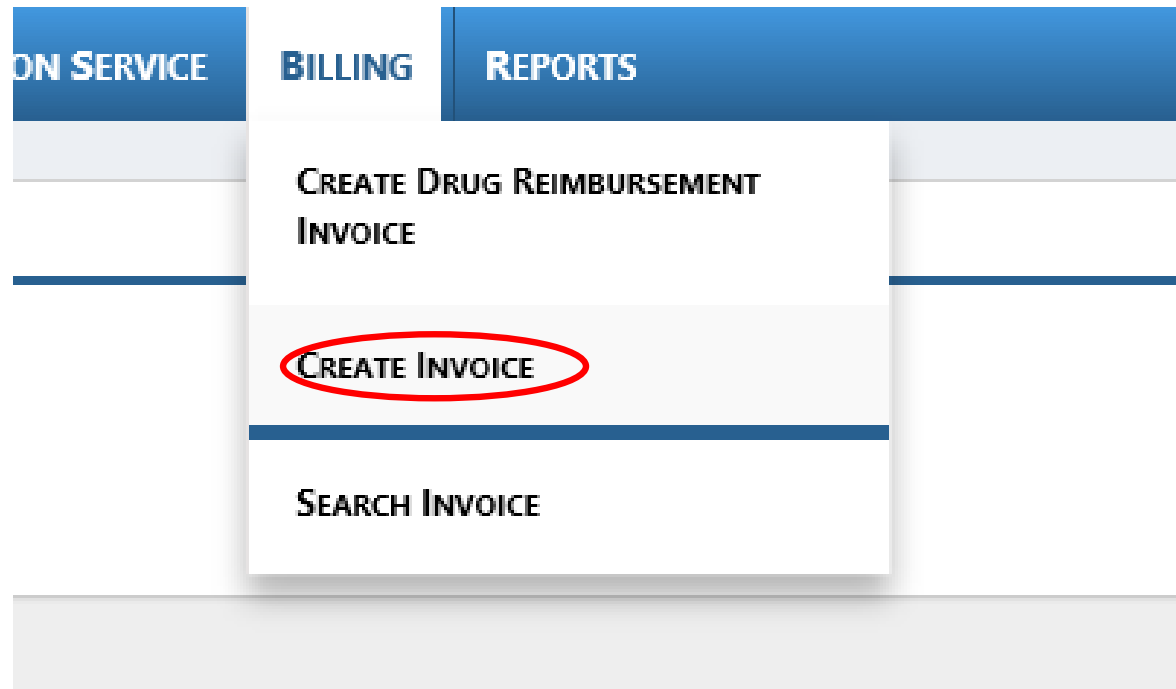 ON SERVICE BILLING REPORTS
CREATE DRUG REIMBURSEMENT
INVOICE
CREATE INVOICE
SEARCH INVOICE